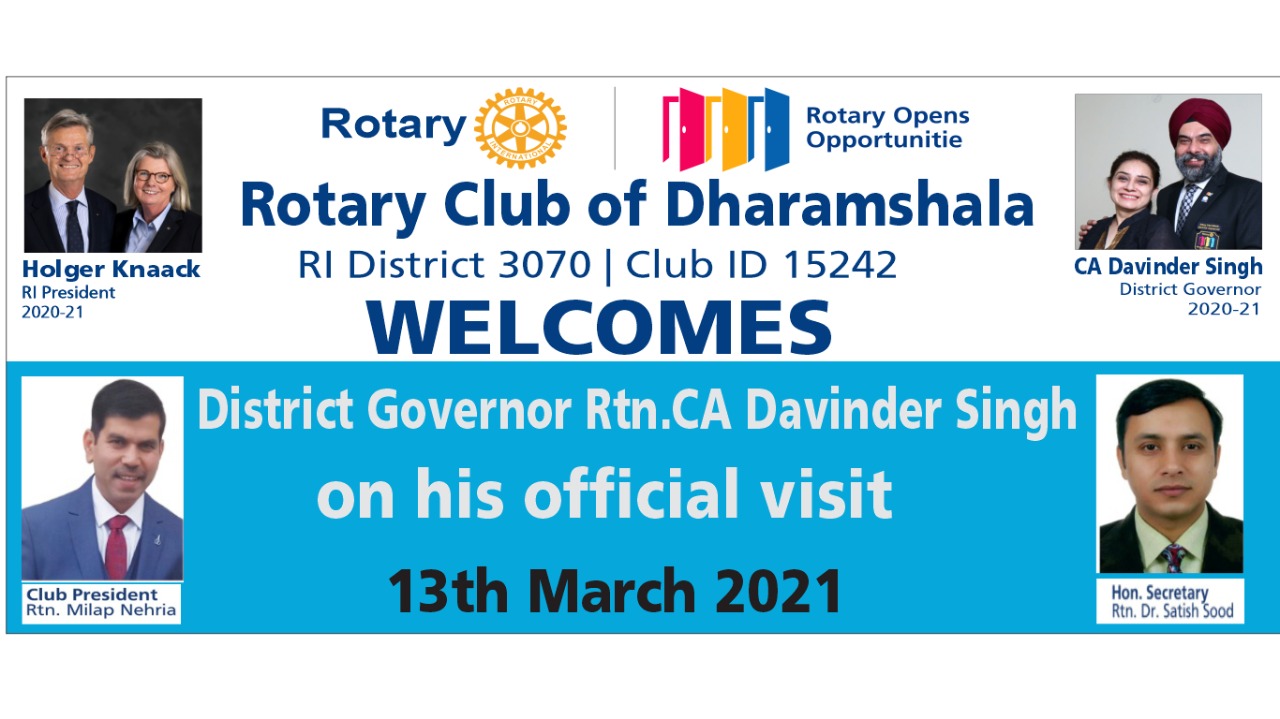 Rotary
ROTARY
INTERNATIONAL
Rotary Opens
Opportunitie
Rotary Club of Dharamshala
RI District 3070 | Club ID 15242
WELCOMES
Holger Knaack
RI President
2020-21
CA Davinder Singh
District Governor
2020-21
District Governor Rtn.CA Davinder Singh
on his official visit
13th March 2021
Club President
Rtn. Milap Nehria
Hon. Secretary
Rtn. Dr. Satish Sood